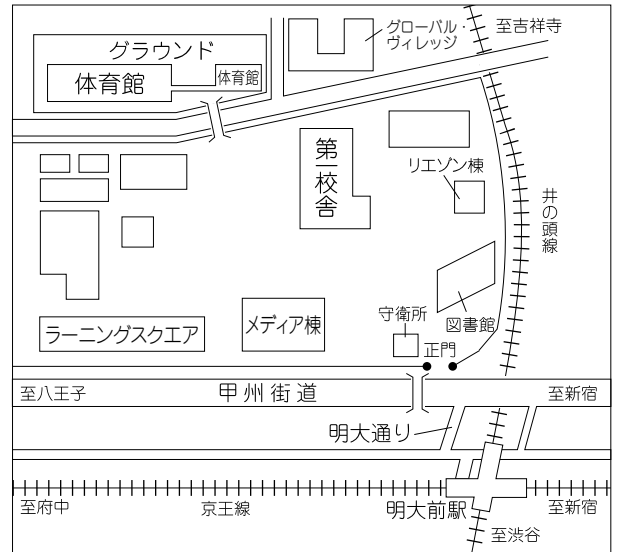 グローバル・
ヴィレッジ
至吉祥寺
グラウンド
体育館
体育館
第一校舎
リエゾン棟
井の頭線
図書館
守衛所
正門
メディア棟
ラーニングスクエア
至八王子
甲州街道
至新宿
明大通り
至府中
京王線
明大前駅
至新宿
至渋谷